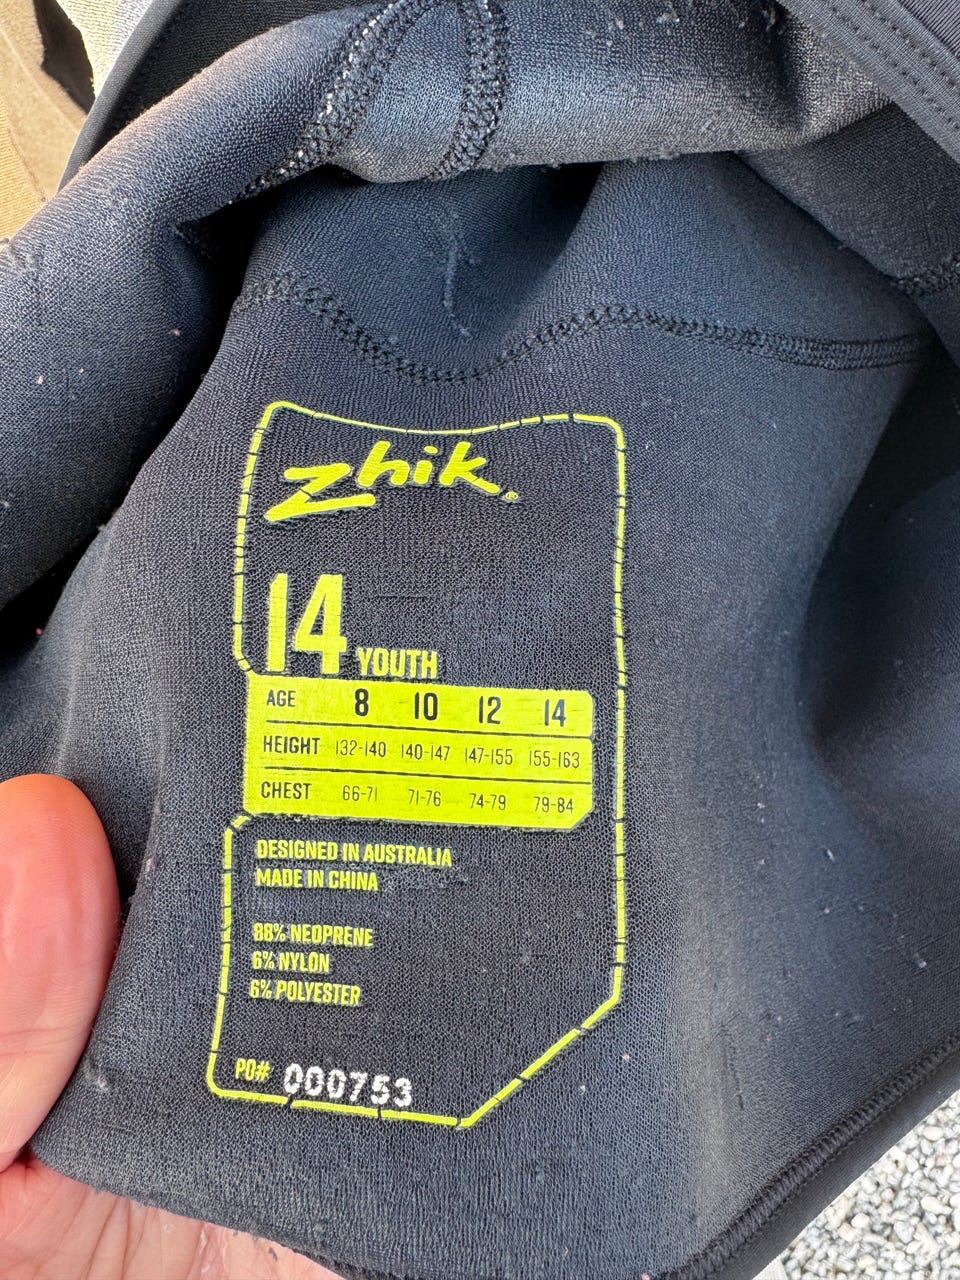 Zhik®
14 YOUTH
AGE 8 10 12 14
HEIGHT 132-140 140-147 147-155 155-163
CHEST 66-71 71-76 74-79 79-84
DESIGNED IN AUSTRALIA
MADE IN CHINA
88% NEOPRENE
6% NYLON
6% POLYESTER
PO# 000753